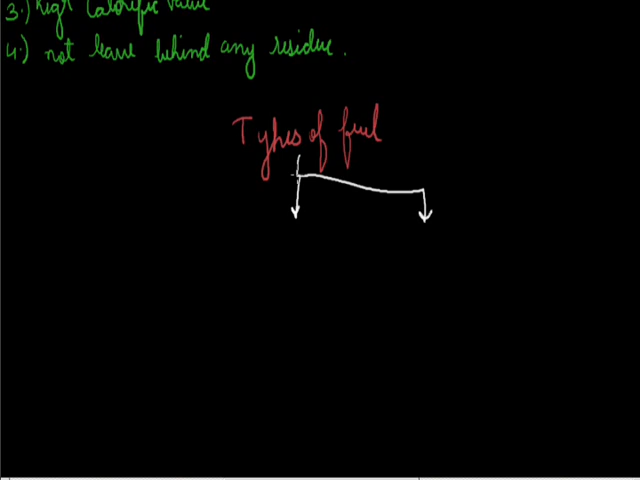 3.) high Calorific value
4.) not leave behind any residue.
Types of fuel